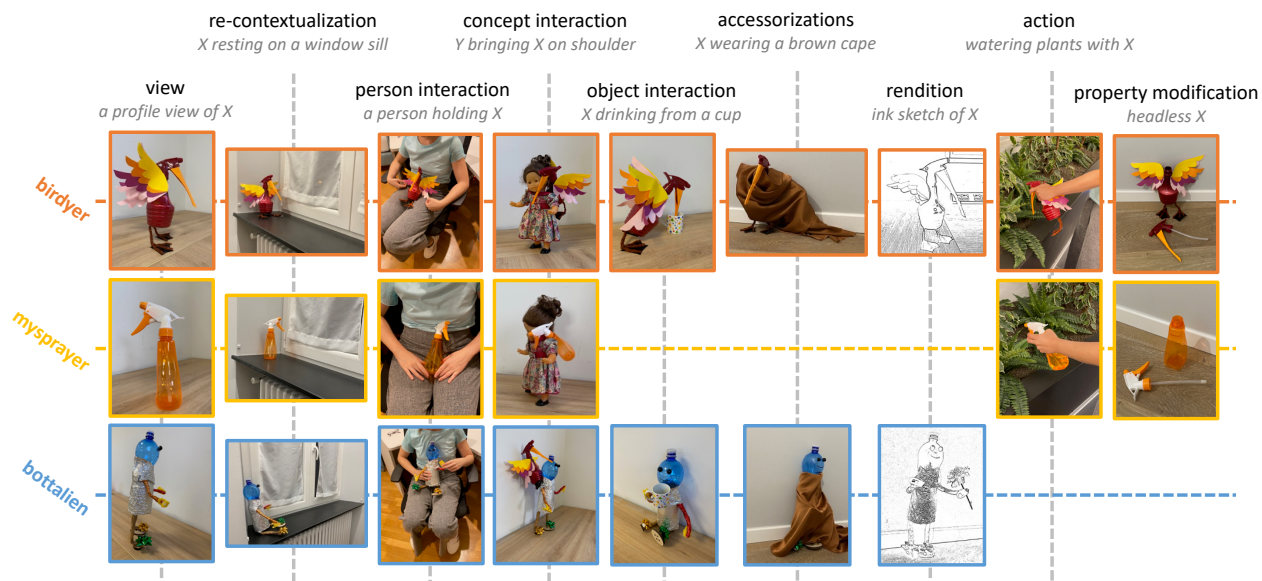 re-contextualization
X resting on a window sill
concept interaction
Y bringing X on shoulder
accessorizations
X wearing a brown cape
action
watering plants with X
view
a profile view of X
person interaction
a person holding X
object interaction
X drinking from a cup
rendition
ink sketch of X
property modification
headless X
birdyer
mysprayer
bottalien